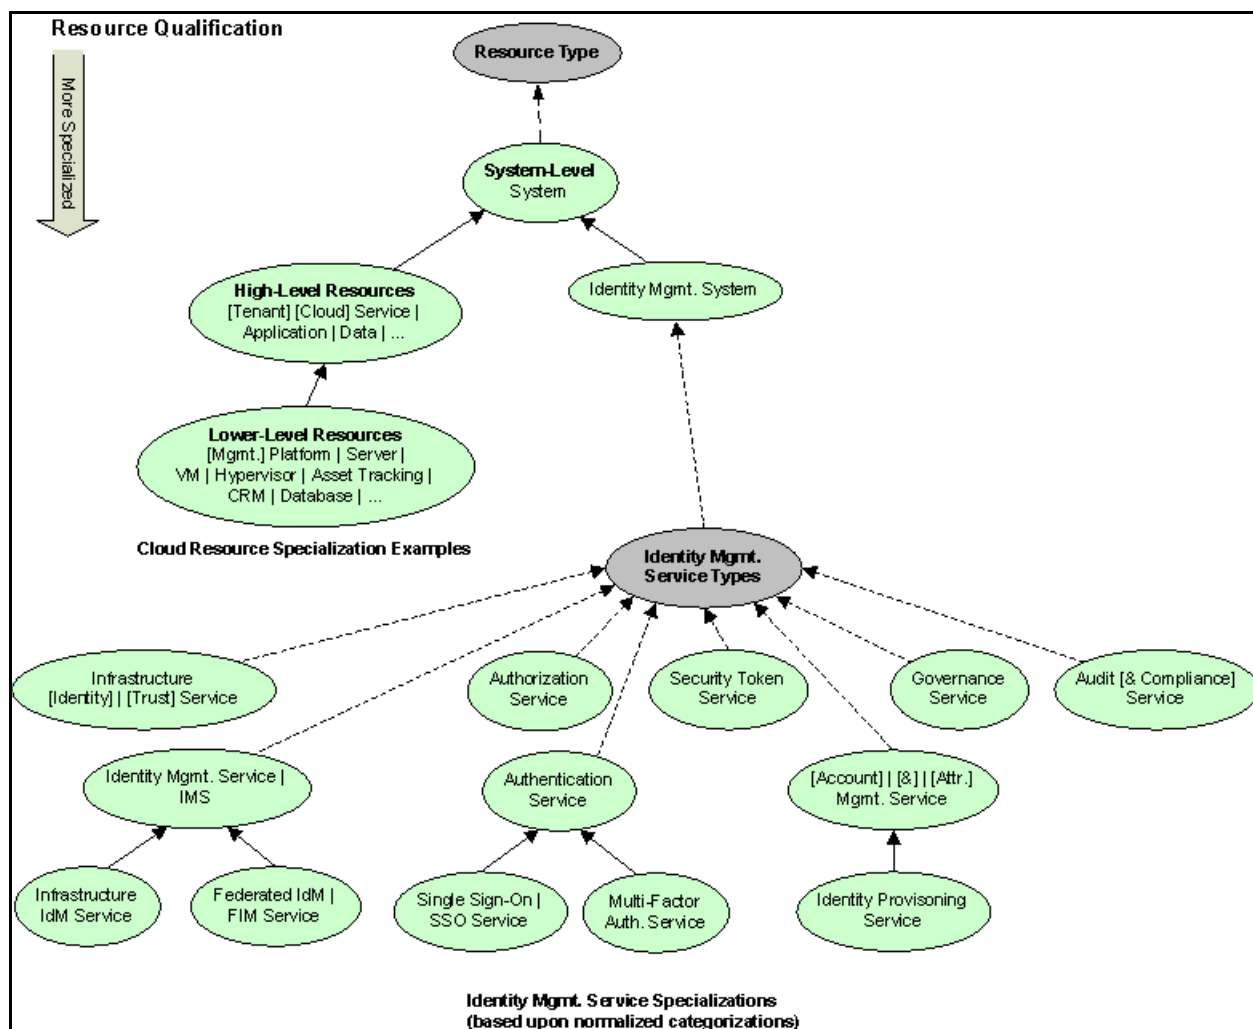 Resource Qualification
More Specialized
Resource Type
System-Level
System
High-Level Resources
[Tenant] [Cloud] Service |
Application | Data | ...
Identity Mgmt. System
Lower-Level Resources
[Mgmt.] Platform | Server |
VM | Hypervisor | Asset Tracking |
CRM | Database | ...
Cloud Resource Specialization Examples
Identity Mgmt.
Service Types
Infrastructure
[Identity] | [Trust] Service
Authorization
Service
Security Token
Service
Governance
Service
Audit [& Compliance]
Service
Identity Mgmt. Service |
IMS
Authentication
Service
[Account] | [&] | [Attr.]
Mgmt. Service
Infrastructure
IdM Service
Federated IdM |
FIM Service
Single Sign-On |
SSO Service
Multi-Factor
Auth. Service
Identity Provisoning
Service
Identity Mgmt. Service Specializations
(based upon normalized categorizations)